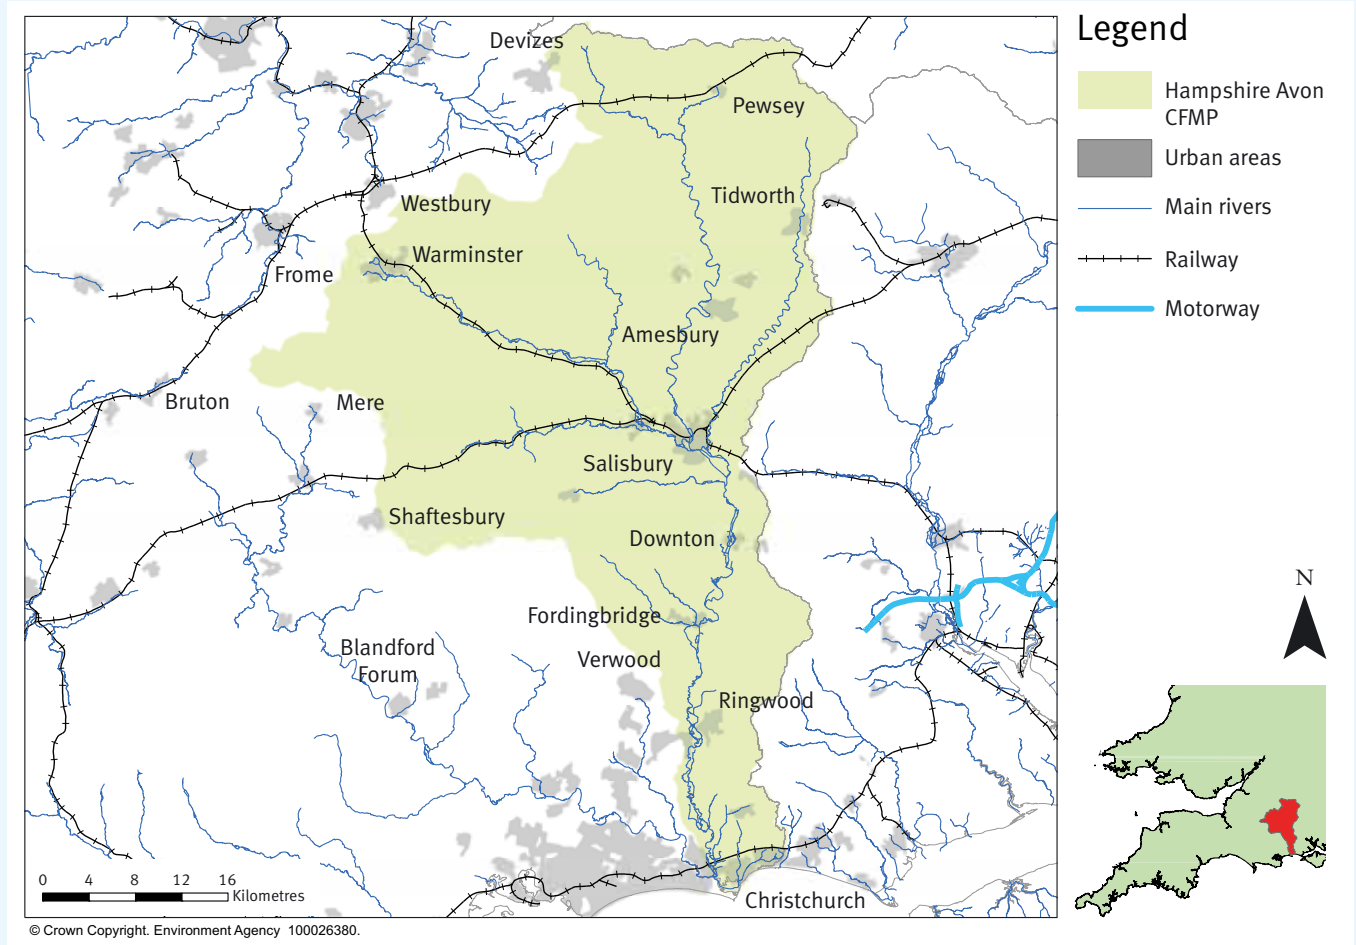 Devizes
Pewsey
Tidworth
Westbury
Warminster
Frome
Amesbury
Bruton
Mere
Salisbury
Shaftesbury
Downton
Fordingbridge
Blandford
Forum
Verwood
Ringwood
Christchurch
0 4 8 12 16
Kilometres
© Crown Copyright. Environment Agency 100026380.
Legend
Hampshire Avon
CFMP
Urban areas
Main rivers
Railway
Motorway
N